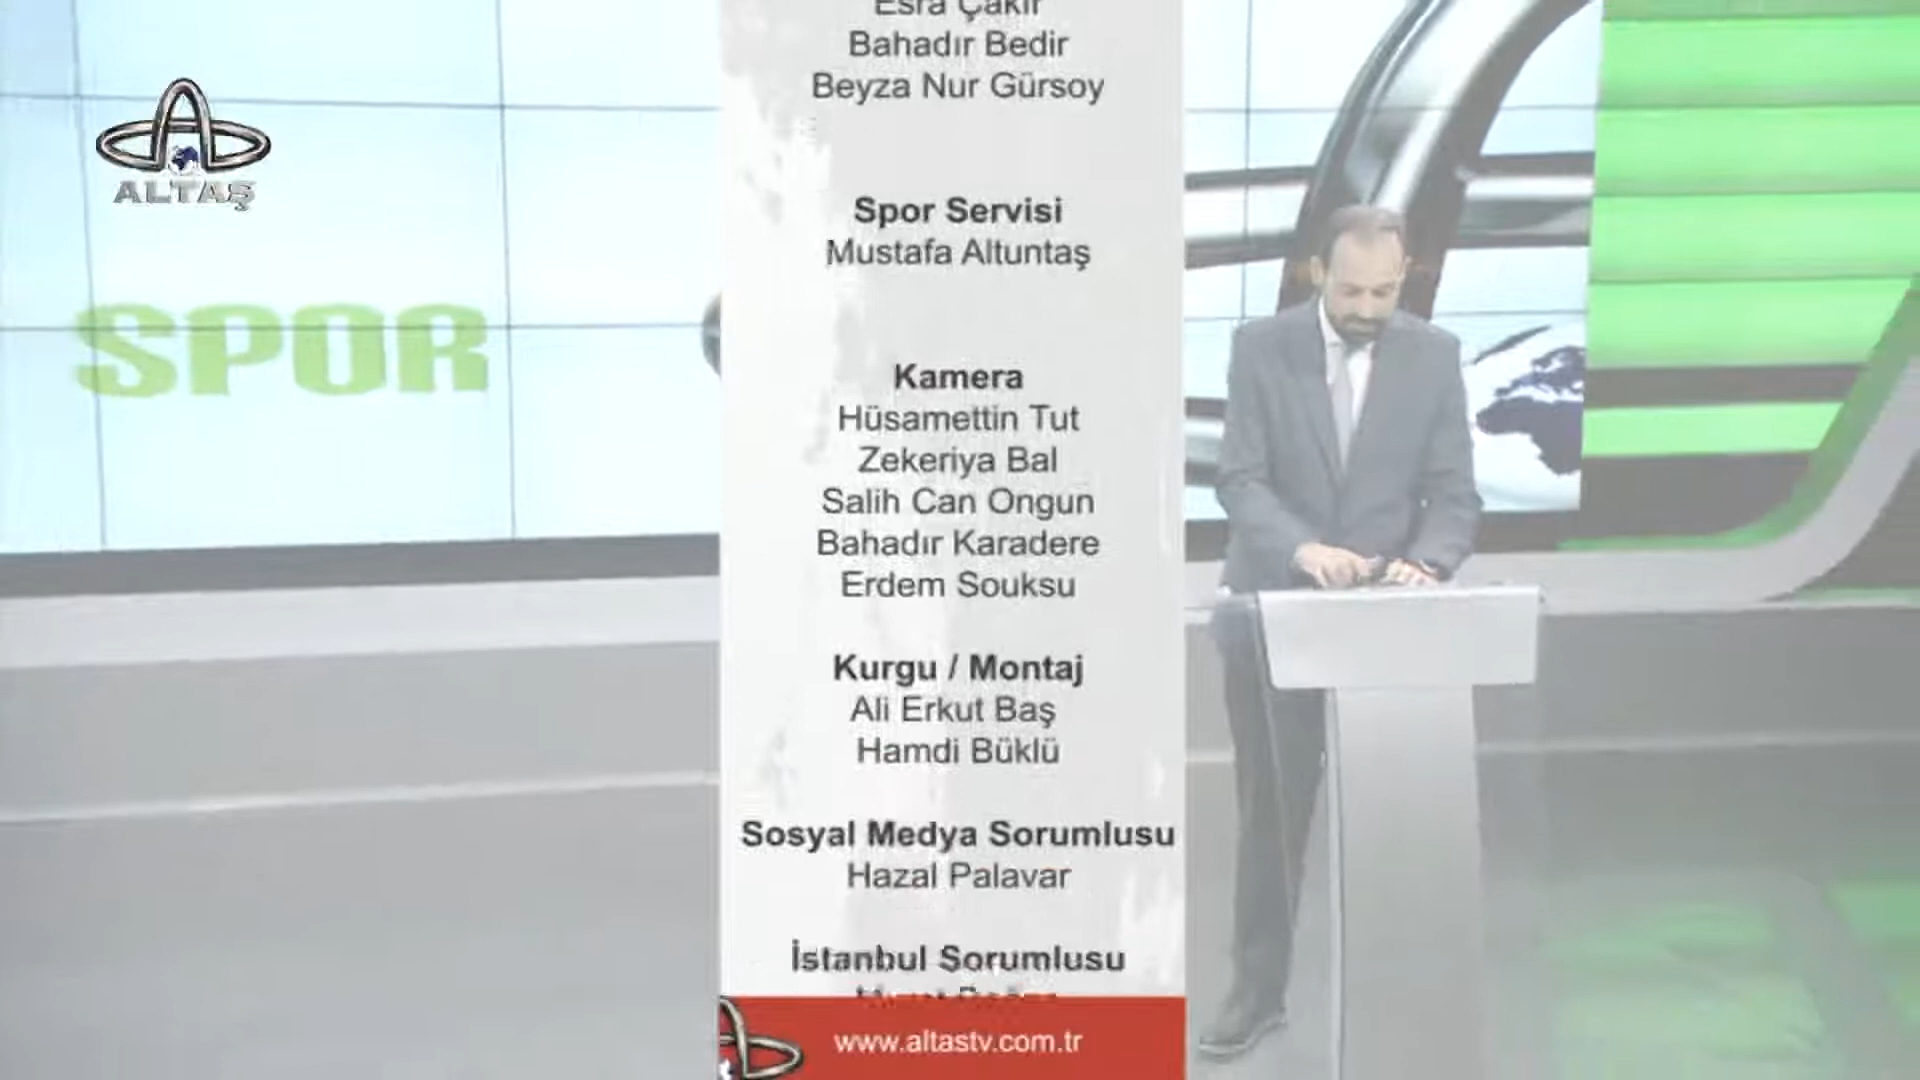 ALTAŞ
SPOR
Esra Çakır
Bahadır Bedir
Beyza Nur Gürsoy
Spor Servisi
Mustafa Altuntaş
Kamera
Hüsamettin Tut
Zekeriya Bal
Salih Can Ongun
Bahadır Karadere
Erdem Souksu
Kurgu / Montaj
Ali Erkut Baş
Hamdi Büklü
Sosyal Medya Sorumlusu
Hazal Palavar
İstanbul Sorumlusu
www.altastv.com.tr